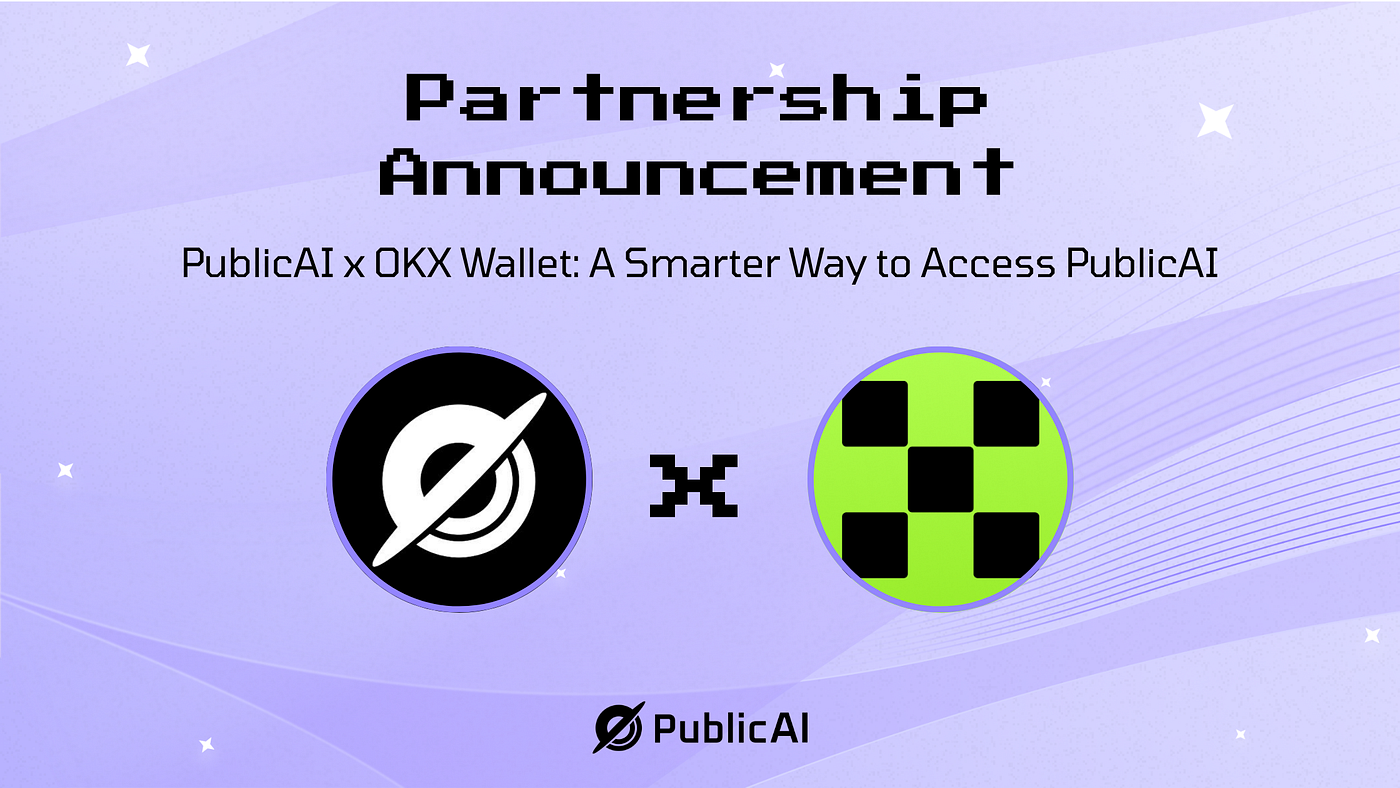 Partnership
Announcement
PublicAI x OKX Wallet: A Smarter Way to Access PublicAI
x
PublicAI